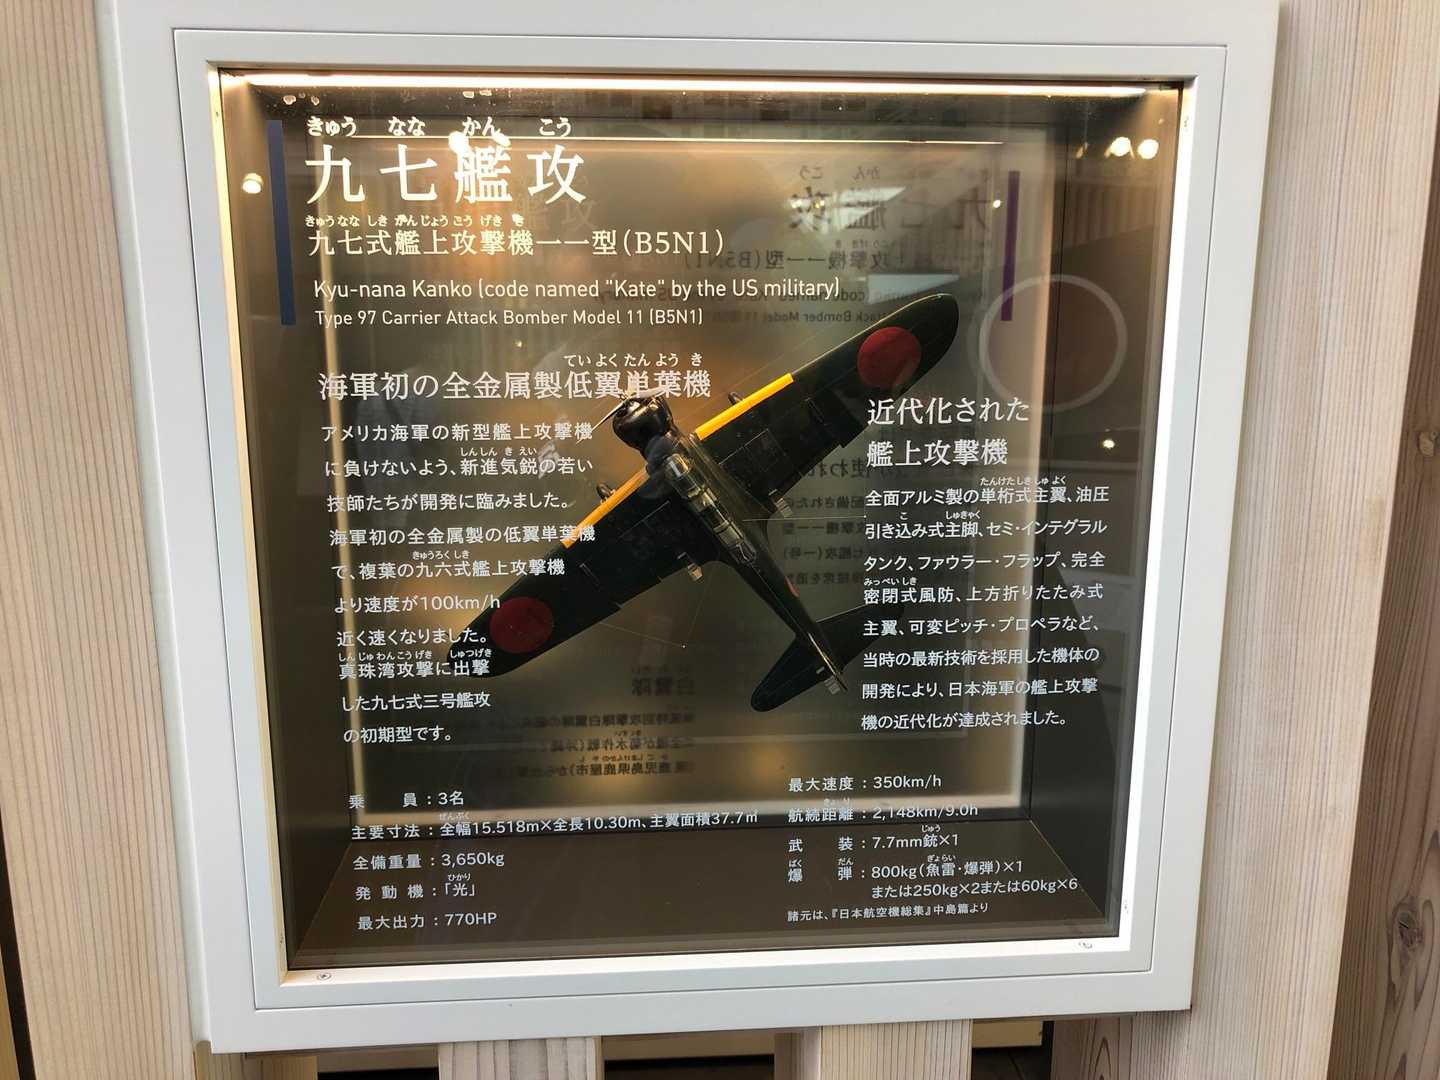 きゅう なな かん こう
九七艦攻
きゅうなな しき かんじょうこう げき き
九七式艦上攻撃機一一型(B5N1)
Kyu-nana Kanko (code named "Kate" by the US military)
Type 97 Carrier Attack Bomber Model 11 (B5N1)
てい よく たん よう き
海軍初の全金属製低翼単葉機
アメリカ海軍の新型艦上攻撃機
しんしん き えい
に負けないよう、新進気鋭の若い
技師たちが開発に臨みました。
海軍初の全金属製の低翼単葉機
きゅうろく しき
で、複葉の九六式艦上攻撃機
より速度が100km/h
近く速くなりました。
しんじゅわんこうげき しゅつげき
真珠湾攻撃に出撃
した九七式三号艦攻
の初期型です。
近代化された
艦上攻撃機
たんけたしきしゅ よく
全面アルミ製の単桁式主翼、油圧
こ しゅきゃく
引き込み式主脚、セミ・インテグラル
タンク、ファウラー・フラップ、完全
みっぺいしき
密閉式風防、上方折りたたみ式
主翼、可変ピッチ・プロペラなど、
当時の最新技術を採用した機体の
開発により、日本海軍の艦上攻撃
機の近代化が達成されました。
乗員:3名
ぜんぷく
主要寸法:全幅15.518m×全長10.30m、主翼面積37.7㎡
全備重量:3,650kg
ひかり
発動機:「光」
最大出力:770HP
最大速度:350km/h
きょり
航続距離:2,148km/9.0h
じゅう
武装:7.7mm銃×1
ばく だん ぎょらい
爆弾:800kg(魚雷・爆弾)×1
または250kg×2または60kg×6
諸元は、『日本航空機総集』中島篇より